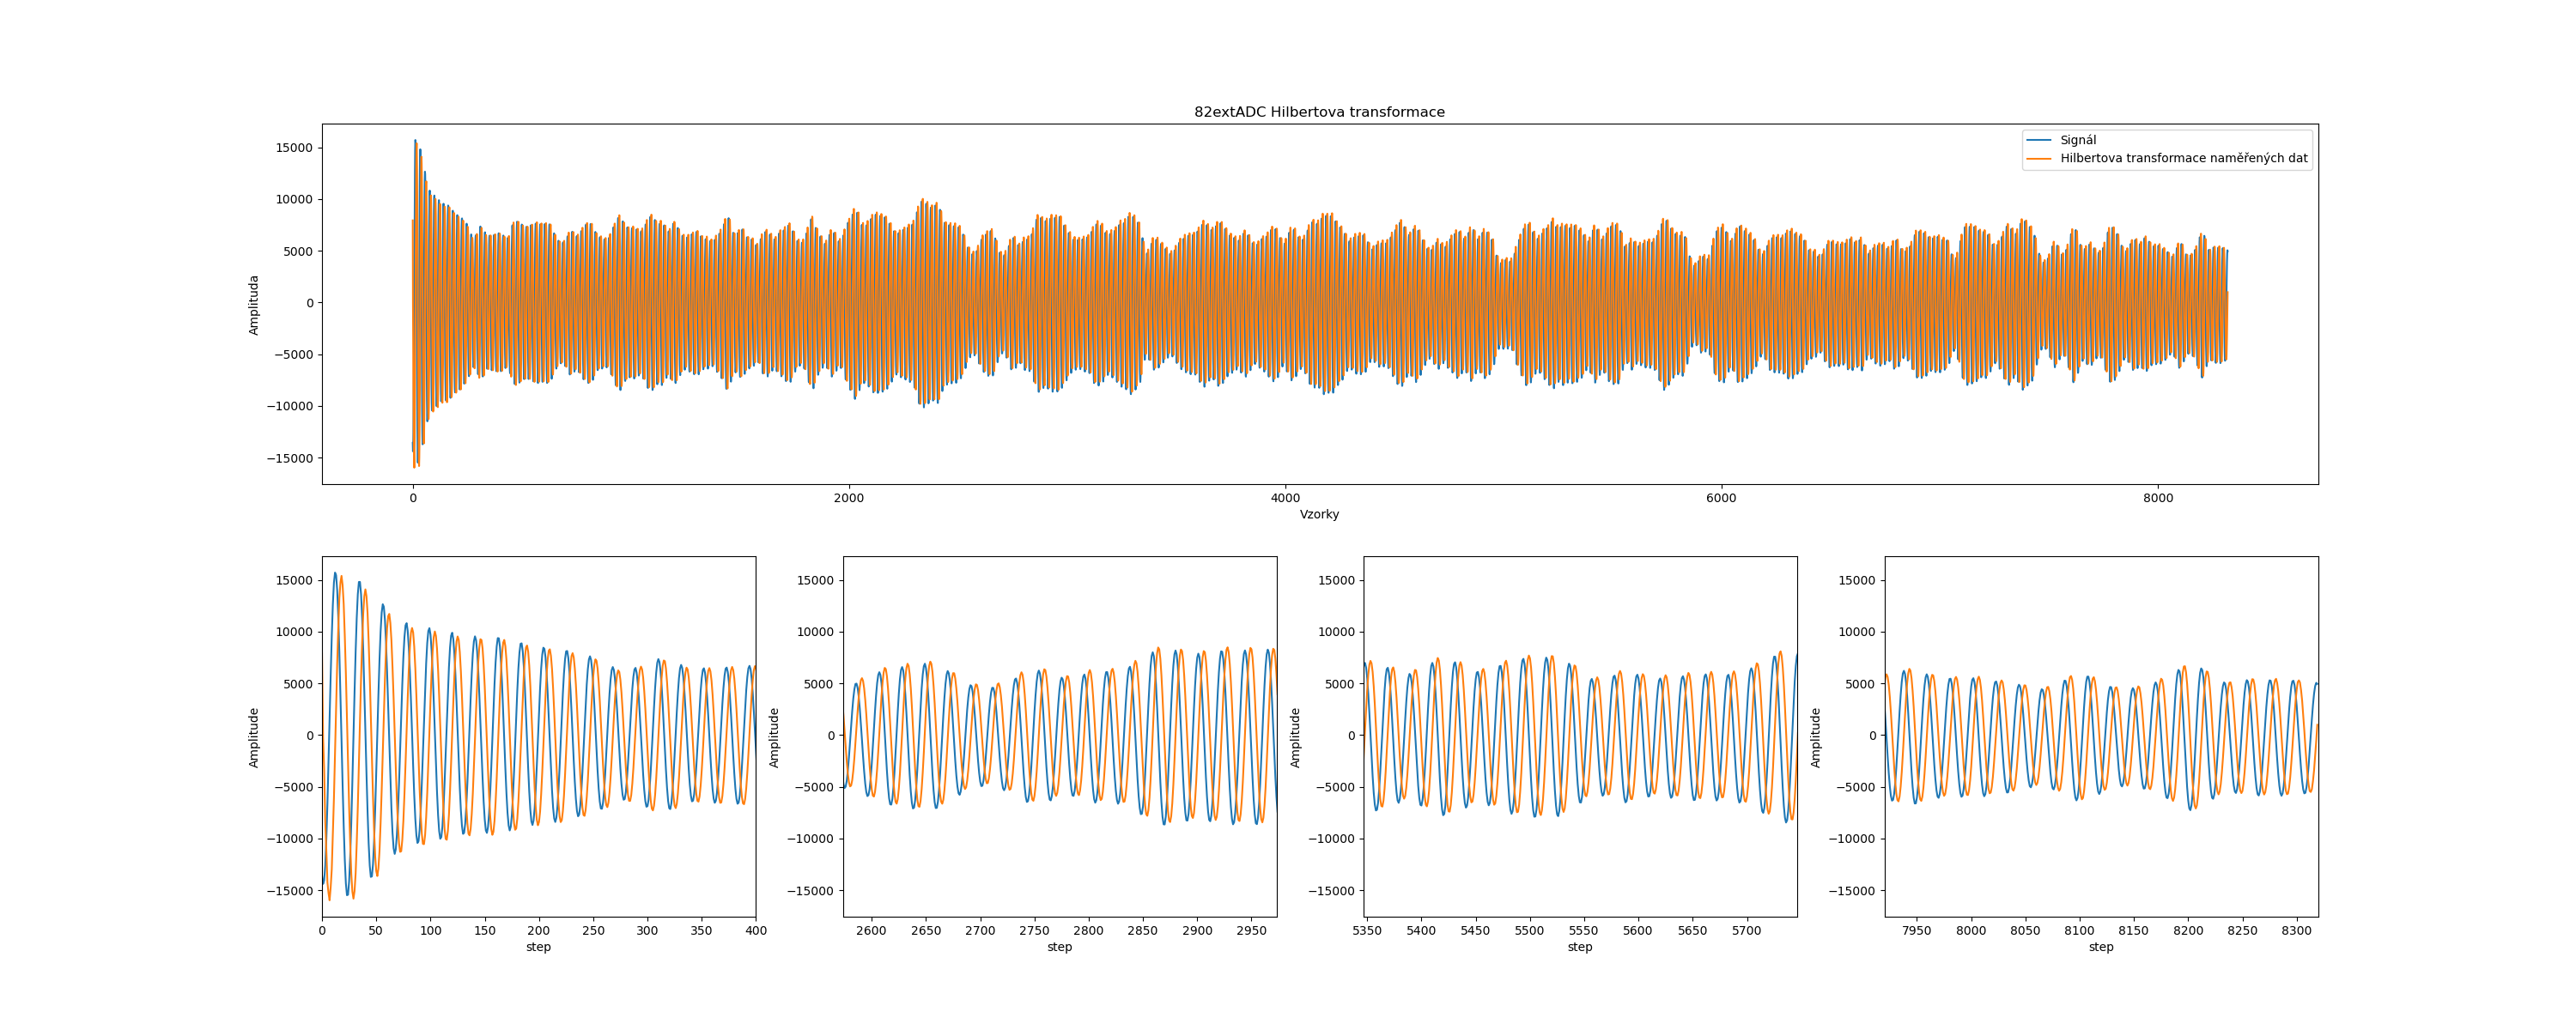 82extADC Hilbertova transformace
Signál
Hilbertova transformace naměřených dat
15000
10000
5000
0
−5000
−10000
−15000
Amplituda
0 2000 4000 6000 8000
Vzorky
15000
10000
5000
0
−5000
−10000
−15000
Amplitude
0 50 100 150 200 250 300 350 400
step
15000
10000
5000
0
−5000
−10000
−15000
Amplitude
2600 2650 2700 2750 2800 2850 2900 2950
step
15000
10000
5000
0
−5000
−10000
−15000
Amplitude
5350 5400 5450 5500 5550 5600 5650 5700
step
15000
10000
5000
0
−5000
−10000
−15000
Amplitude
7950 8000 8050 8100 8150 8200 8250 8300
step